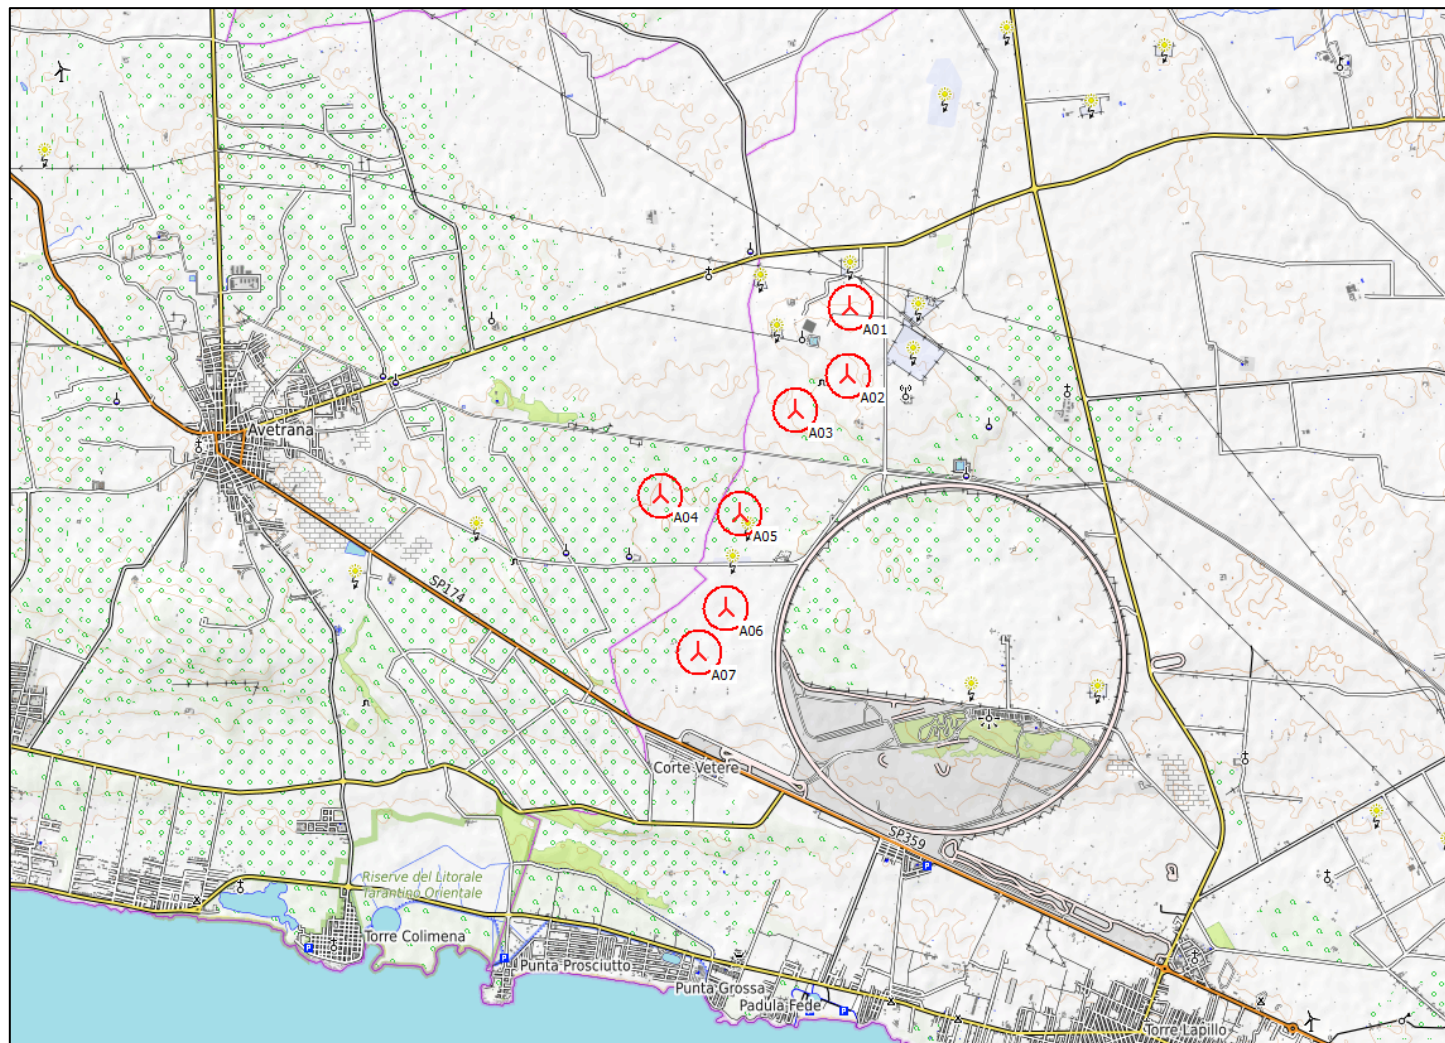 A01
A02
A03
Avetrana
A04
A05
SP174
A06
A07
Corte Vetere
SP359
Riserve del Litorale
Tarantino Orientale
Torre Colimena
Punta Prosciutto
Punta Grossa
Padula Fede
Torre Lapillo
P
P
P
P
P